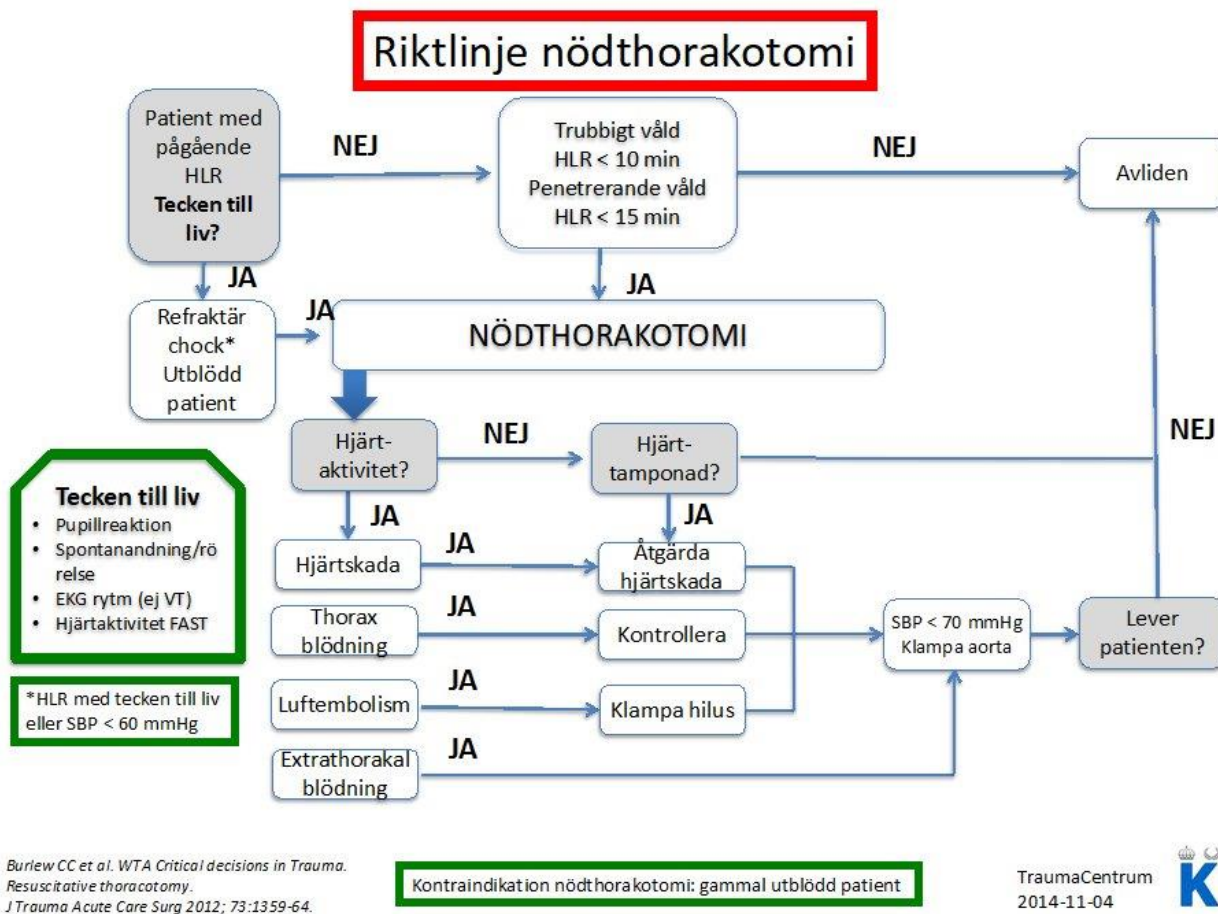 Riktlinje nödthorakotomi
Patient med
pågående
HLR
Tecken till
liv?
NEJ
Trubbigt våld
HLR < 10 min
Penetrerande våld
HLR < 15 min
NEJ
Avliden
JA
JA
Refraktär
chock*
Utblödd
patient
JA
NÖDTHORAKOTOMI
Hjärt-
aktivitet?
NEJ
Hjärt-
tamponad?
NEJ
JA
JA
Tecken till liv
• Pupillreaktion
• Spontanandning/rö
relse
• EKG rytm (ej VT)
• Hjärtaktivitet FAST
Hjärtskada
JA
Åtgärda
hjärtskada
Thorax
blödning
JA
Kontrollera
SBP < 70 mmHg
Klampa aorta
Lever
patienten?
*HLR med tecken till liv
eller SBP < 60 mmHg
Luftembolism
JA
Klampa hilus
Extrathorakal
blödning
JA
Burlew CC et al. WTA Critical decisions in Trauma.
Resuscitative thoracotomy.
J Trauma Acute Care Surg 2012; 73:1359-64.
Kontraindikation nödthorakotomi: gammal utblödd patient
TraumaCentrum
2014-11-04
K